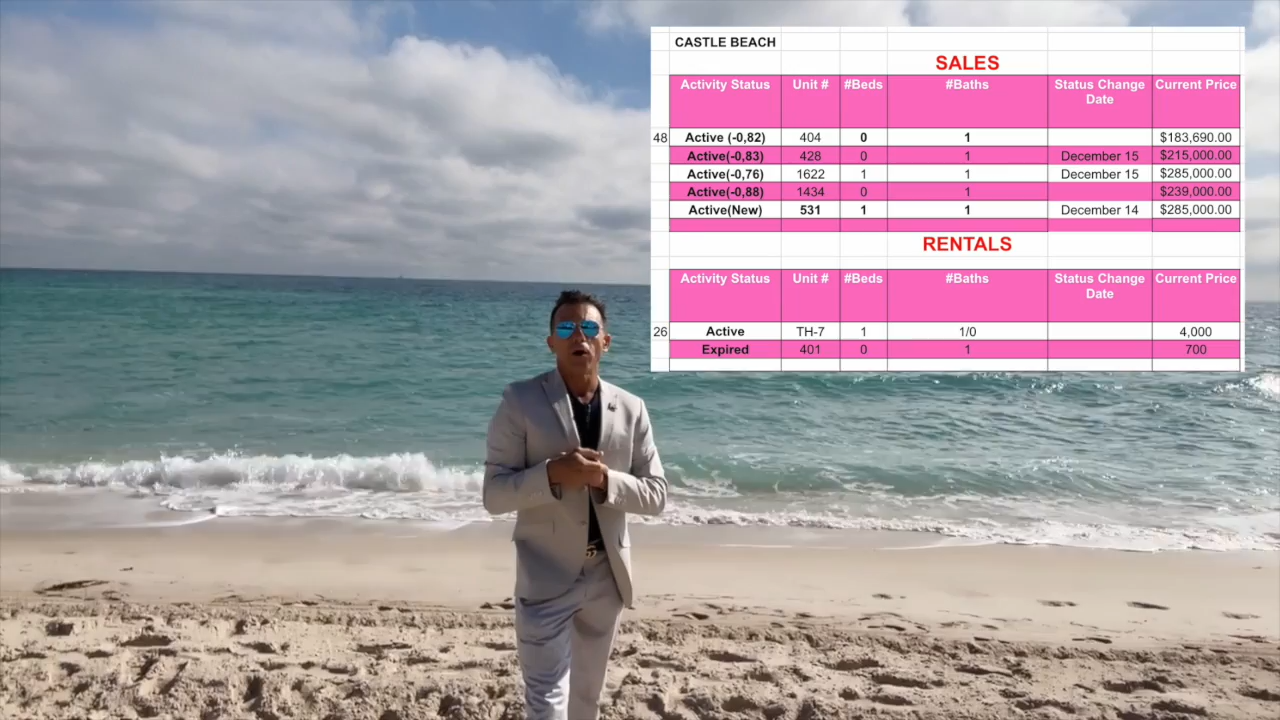 CASTLE BEACH
SALES
Activity Status Unit # #Beds #Baths Status Change Date Current Price
48 Active (-0,82) 404 0 1 $183,690.00
Active(-0,83) 428 0 1 December 15 $215,000.00
Active(-0,76) 1622 1 1 December 15 $285,000.00
Active(-0,88) 1434 0 1 $239,000.00
Active(New) 531 1 1 December 14 $285,000.00
RENTALS
Activity Status Unit # #Beds #Baths Status Change Date Current Price
26 Active TH-7 1 1/0 4,000
Expired 401 0 1 700